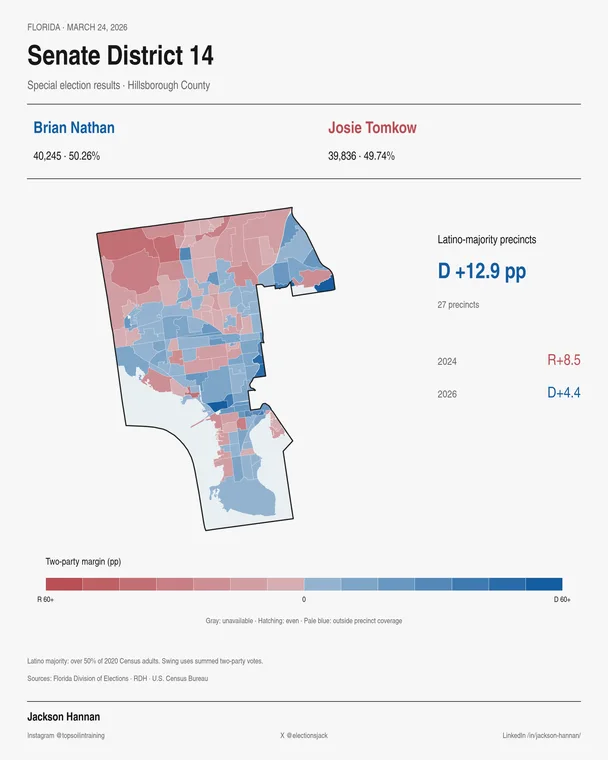 FLORIDA · MARCH 24, 2026
Senate District 14
Special election results · Hillsborough County
Brian Nathan
Josie Tomkow
40,245 · 50.26%
39,836 · 49.74%
Latino-majority precincts
D +12.9 pp
27 precincts
2024 R+8.5
2026 D+4.4
Two-party margin (pp)
R 60+ 0 D 60+
Gray: unavailable · Hatching: even · Pale blue: outside precinct coverage
Latino majority: over 50% of 2020 Census adults. Swing uses summed two-party votes.
Sources: Florida Division of Elections · RDH · U.S. Census Bureau
Jackson Hannan
Instagram @topsoilintraining X @electionsjack LinkedIn /in/jackson-hannan/